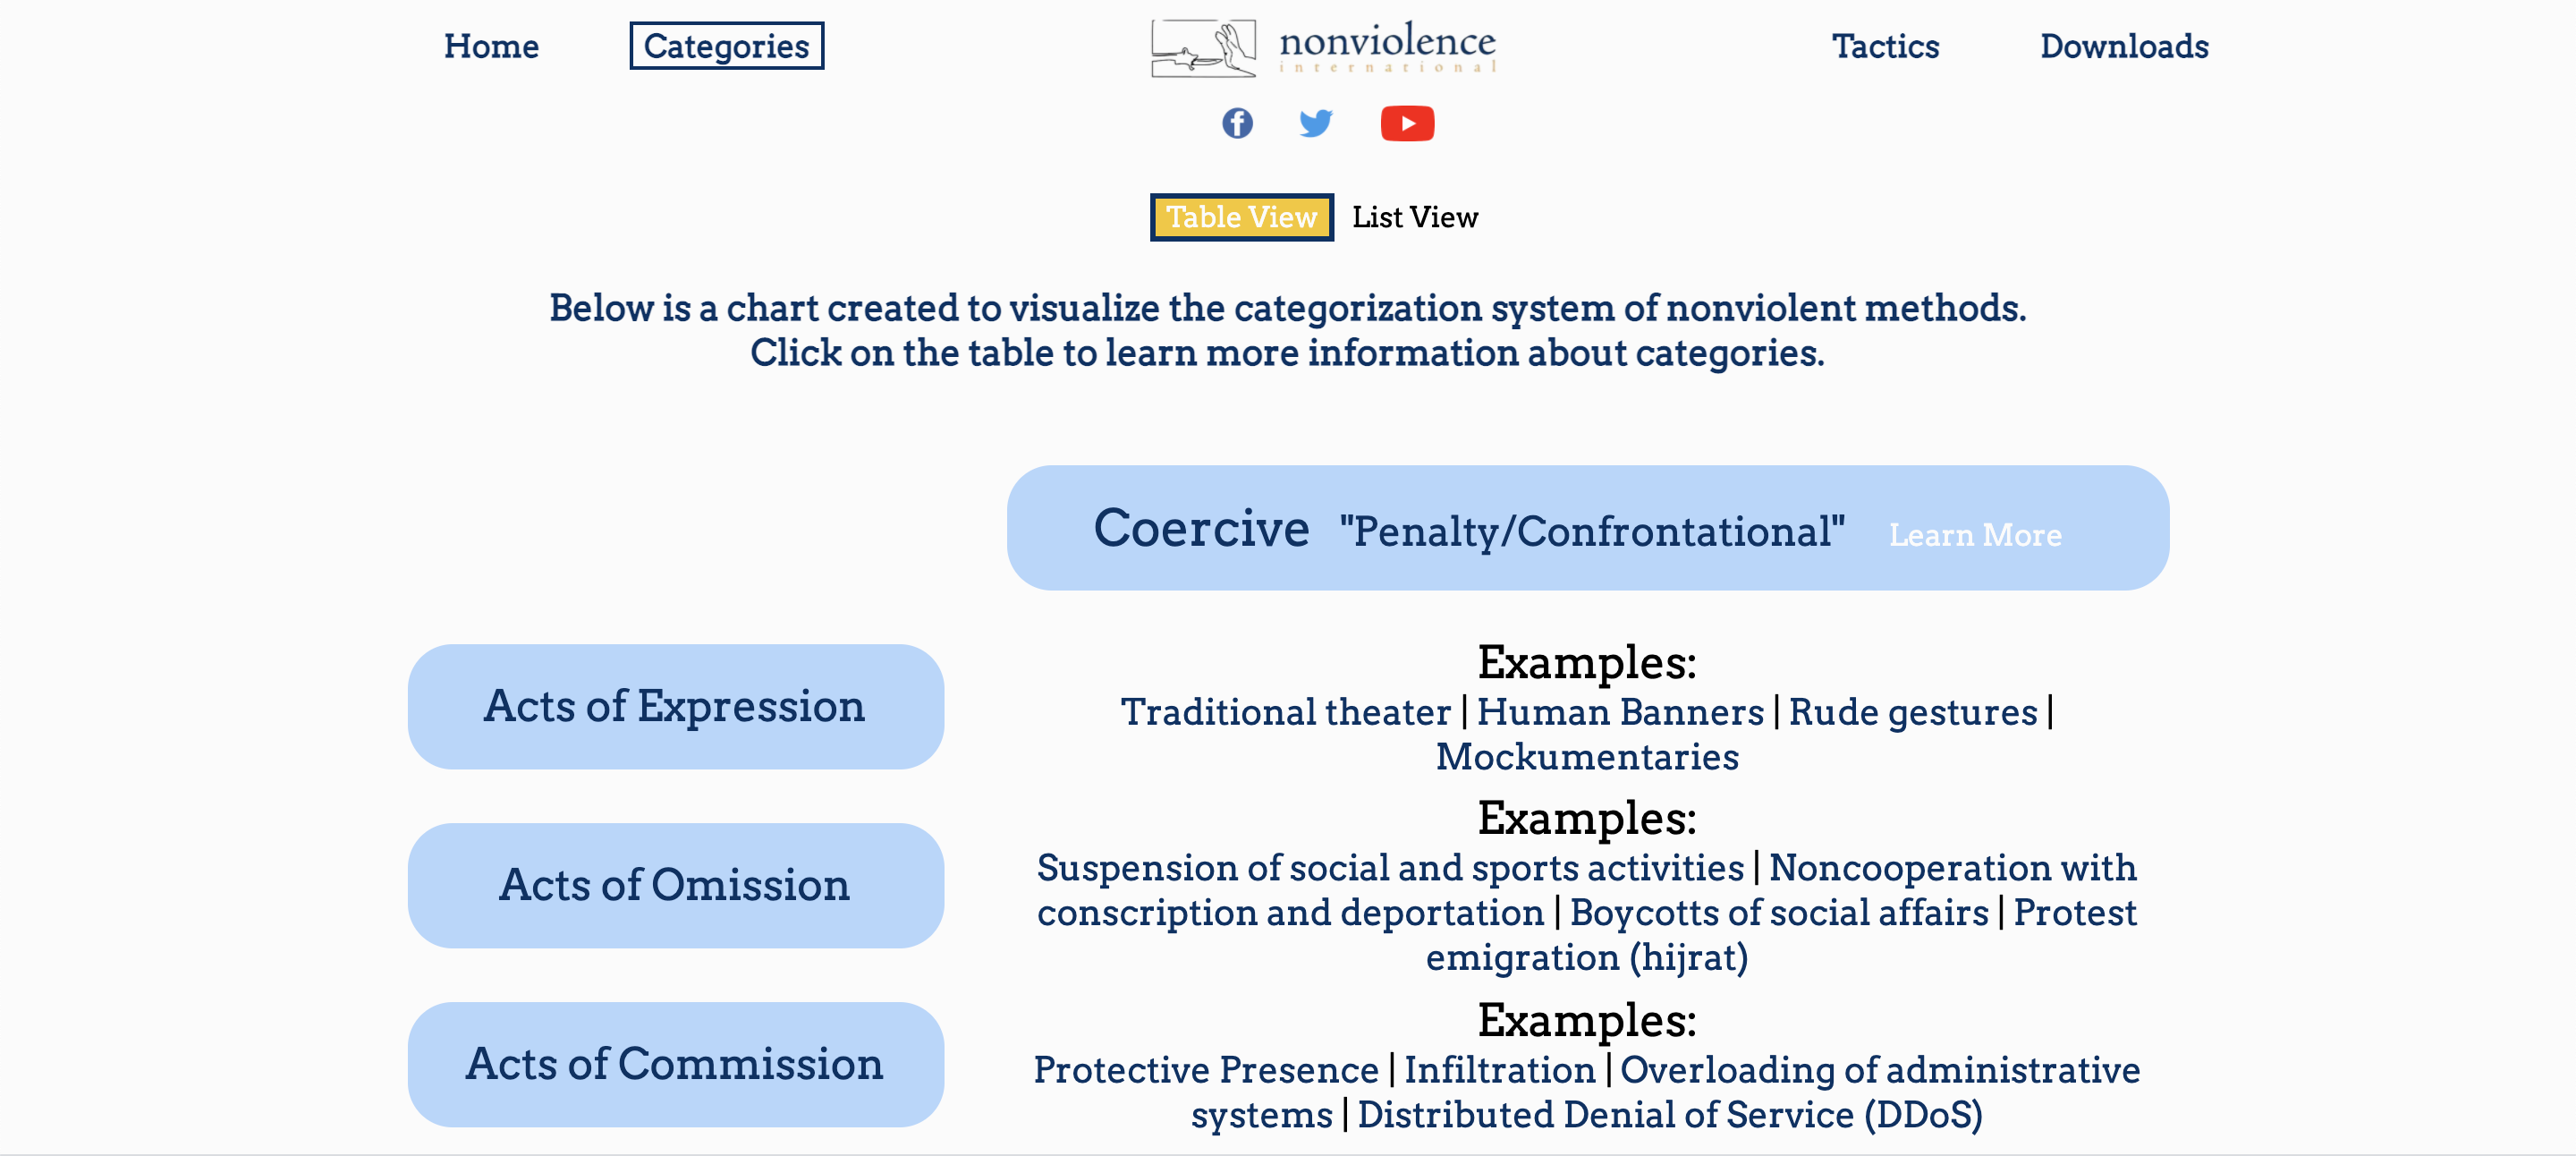 Home
Categories
nonviolence
international
Tactics
Downloads
Table View
List View
Below is a chart created to visualize the categorization system of nonviolent methods.
Click on the table to learn more information about categories.
Coercive "Penalty/Confrontational" Learn More
Acts of Expression
Examples:
Traditional theater | Human Banners | Rude gestures |
Mockumentaries
Acts of Omission
Examples:
Suspension of social and sports activities | Noncooperation with
conscription and deportation | Boycotts of social affairs | Protest
emigration (hijrat)
Acts of Commission
Examples:
Protective Presence | Infiltration | Overloading of administrative
systems | Distributed Denial of Service (DDoS)